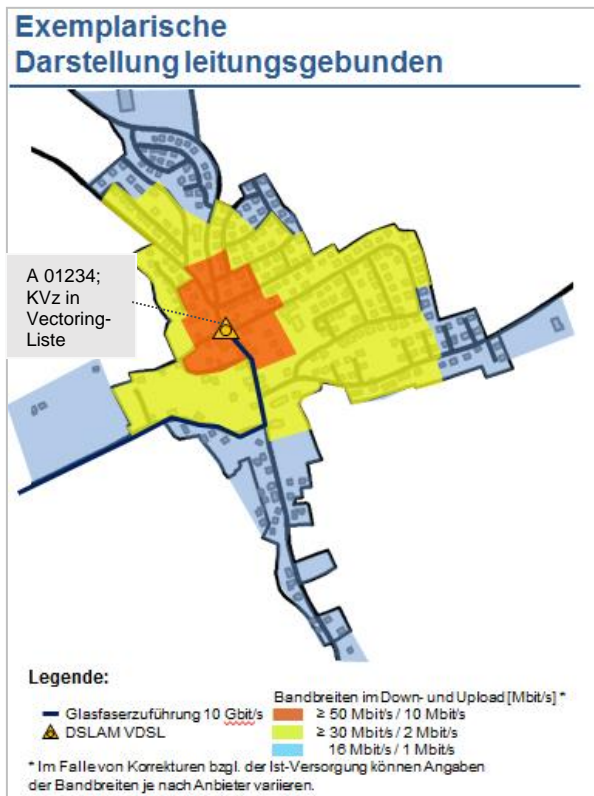 Exemplarische
Darstellung leitungsgebunden
A 01234;
KVz in
Vectoring-
Liste
Legende:
Glasfaserzuführung 10 Gbit/s
DSLAM VDSL
Bandbreiten im Down- und Upload [Mbit/s] *
≥ 50 Mbit/s / 10 Mbit/s
≥ 30 Mbit/s / 2 Mbit/s
16 Mbit/s / 1 Mbit/s
* Im Falle von Korrekturen bzgl. der Ist-Versorgung können Angaben
der Bandbreiten je nach Anbieter variieren.